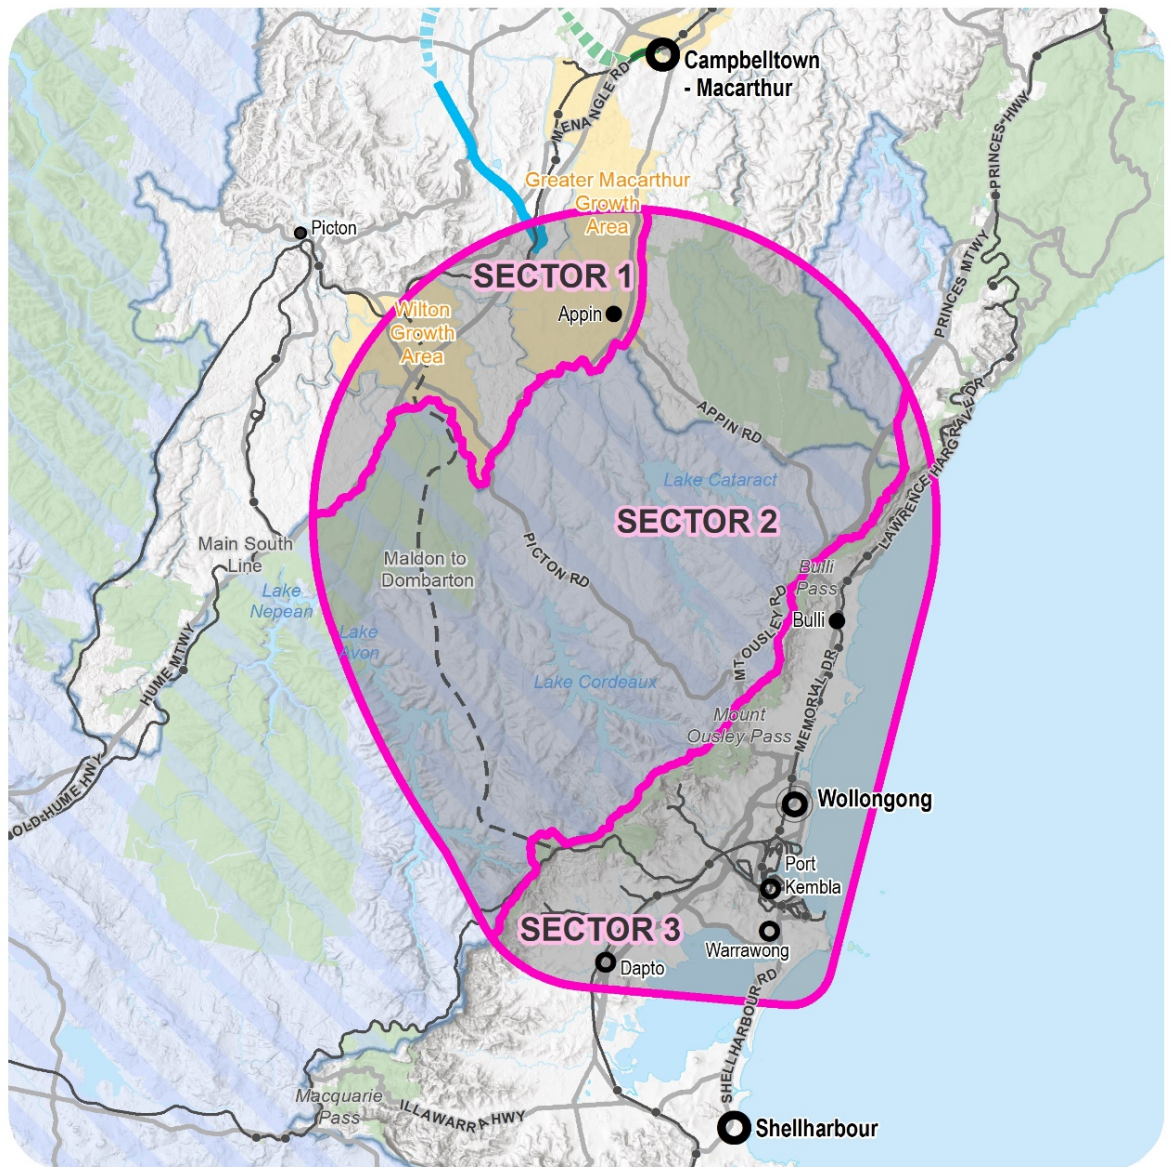 Campbelltown
- Macarthur
MENANGLE RD
PRINCES HWY
Greater Macarthur
Growth
Area
Picton
PRINCES MTWY
SECTOR 1
Wilton
Growth
Area
Appin
LAWRENCE HARGRAVE DR
APPIN RD
Lake Cataract
SECTOR 2
Main South
Line
Maldon to
Dombarton
PICTON RD
Bulli
Pass
Lake
Nepean
MT OUSLEY RD
Bulli
Lake
Avon
HUME MTWY
Lake Cordeaux
MEMORIAL DR
Mount
Ousley Pass
OLD HUME HWY
Wollongong
Port
Kembla
SECTOR 3
Warrawong
Dapto
SHELLHARBOUR RD
Macquarie
Pass
ILLAWARRA HWY
Shellharbour